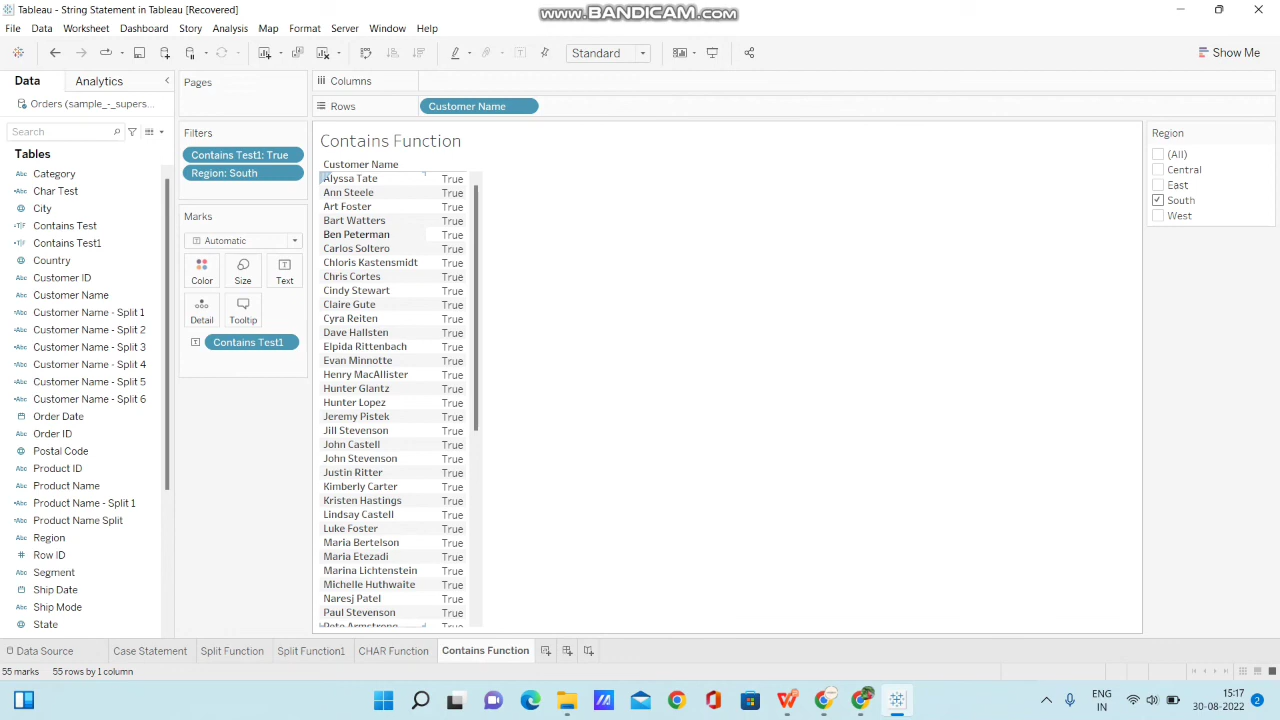 Tableau - String Statement in Tableau [Recovered]
www.BANDICAM.com
File Data Worksheet Dashboard Story Analysis Map Format Server Window Help
Standard
Show Me
Data Analytics
Pages
Columns
Orders (sample_-_supers...
Rows Customer Name
Search
Filters
Contains Function
Region
Tables
Contains Test1: True
Customer Name
(All)
Category
Region: South
Alyssa Tate True
Central
Char Test
Ann Steele True
East
City
Marks
Art Foster True
South
Contains Test
Bart Watters True
West
Contains Test1
Automatic
Ben Peterman True
Country
Carlos Soltero True
Customer ID
Color Size Text
Chloris Kastensmidt True
Customer Name
Chris Cortes True
Customer Name - Split 1
Detail Tooltip
Cindy Stewart True
Customer Name - Split 2
Contains Test1
Claire Gute True
Customer Name - Split 3
Cyra Reiten True
Customer Name - Split 4
Dave Hallsten True
Customer Name - Split 5
Elpida Rittenbach True
Customer Name - Split 6
Evan Minnotte True
Order Date
Henry MacAllister True
Order ID
Hunter Glantz True
Postal Code
Hunter Lopez True
Product ID
Jeremy Pistek True
Product Name
Jill Stevenson True
Product Name - Split 1
John Castell True
Product Name Split
John Stevenson True
Region
Justin Ritter True
Row ID
Kimberly Carter True
Segment
Kristen Hastings True
Ship Date
Lindsay Castell True
Ship Mode
Luke Foster True
State
Maria Bertelson True
Maria Etezadi True
Marina Lichtenstein True
Michelle Huthwaite True
Naresj Patel True
Paul Stevenson True
Pete Armstrong True
Data Source Case Statement Split Function Split Function1 CHAR Function Contains Function
55 marks 55 rows by 1 column
ENG
IN
15:17
30-08-2022
2